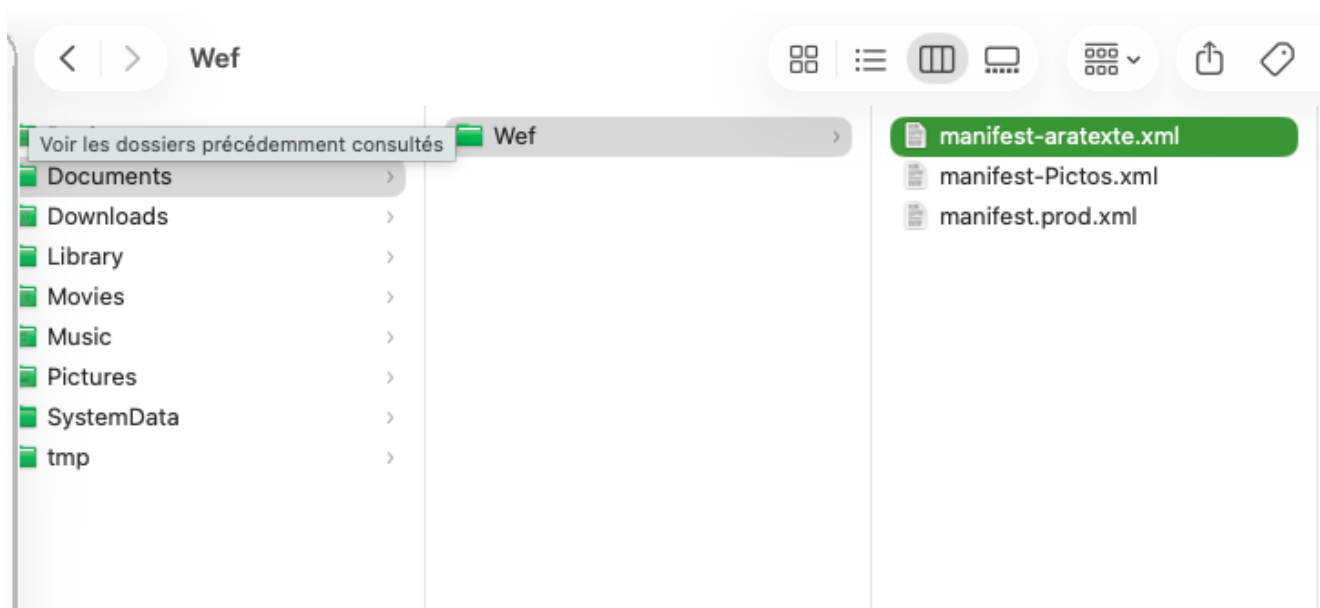 Wef
Voir les dossiers précédemment consultés
Documents
Downloads
Library
Movies
Music
Pictures
SystemData
tmp
Wef
manifest-aratexte.xml
manifest-Pictos.xml
manifest.prod.xml